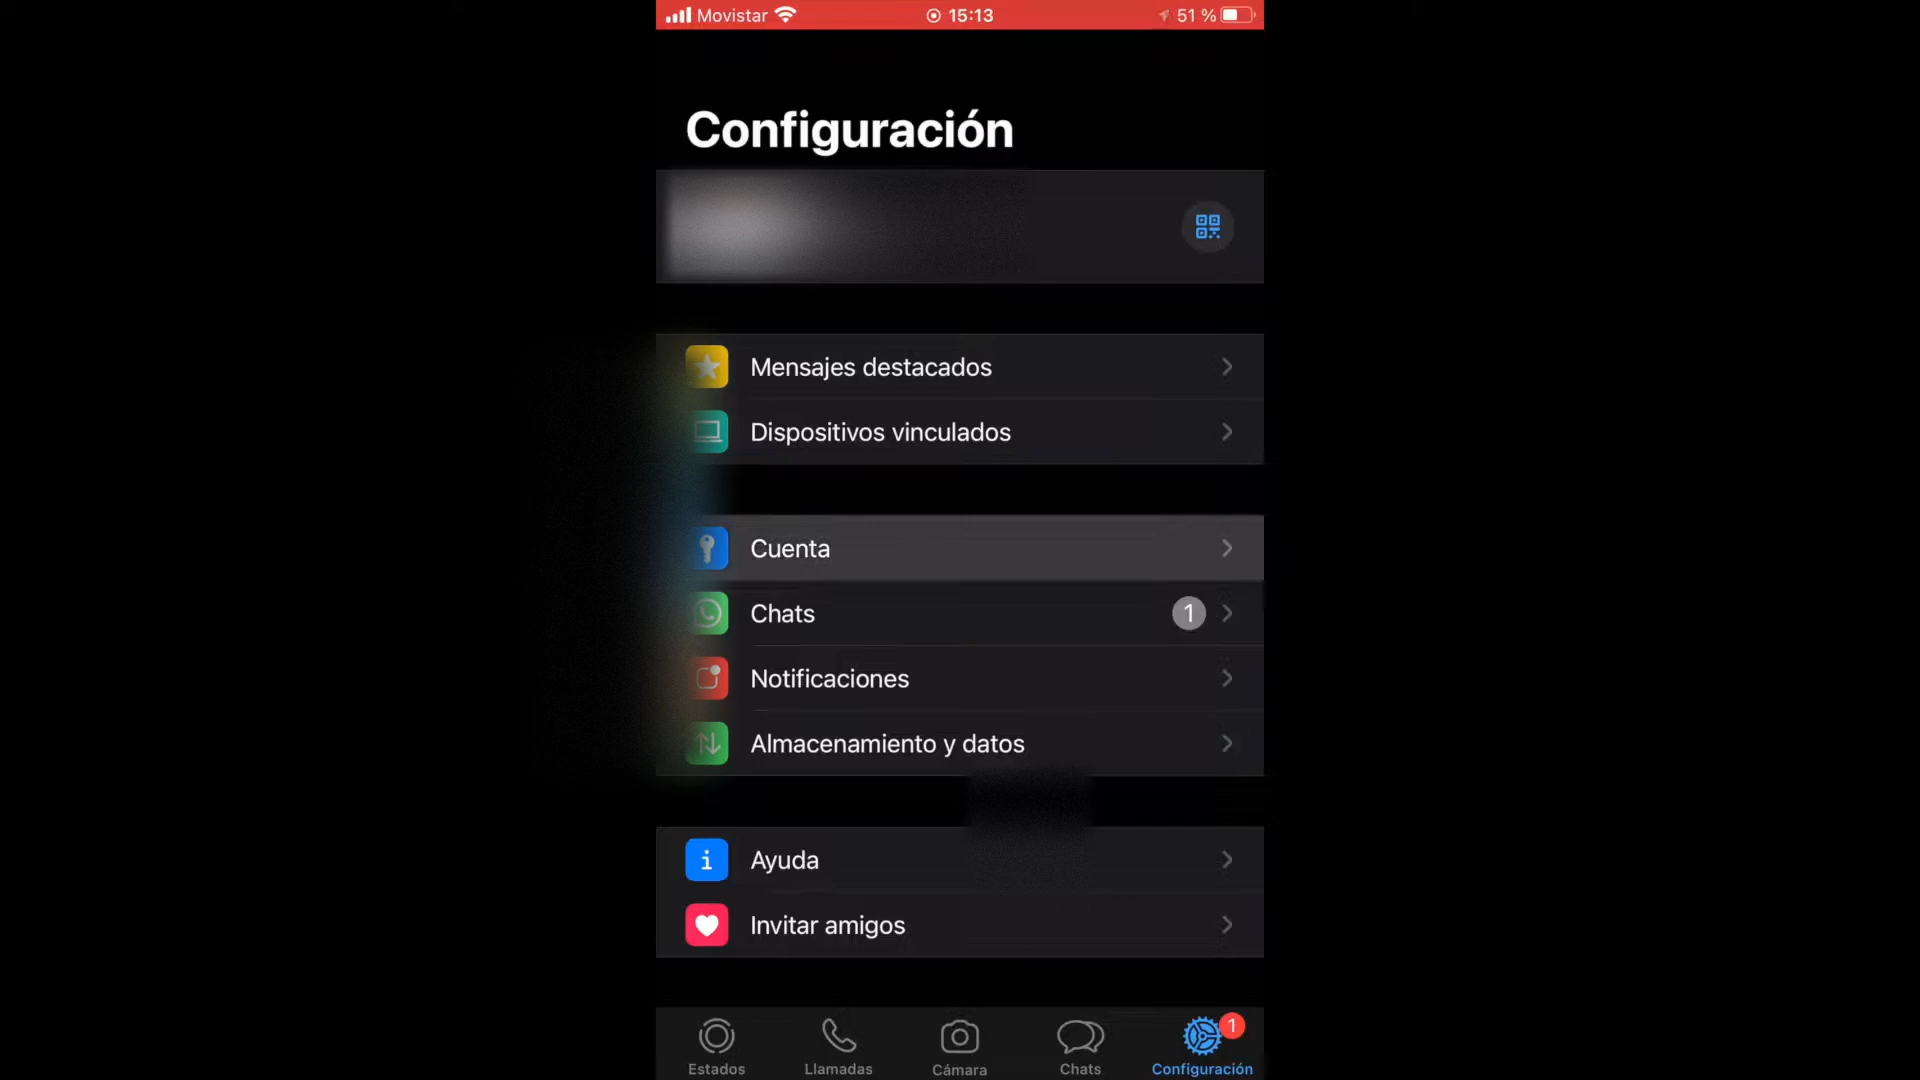 Movistar 15:13 51 %
Configuración
Mensajes destacados
Dispositivos vinculados
Cuenta
Chats 1
Notificaciones
Almacenamiento y datos
Ayuda
Invitar amigos
1
Estados Llamadas Cámara Chats Configuración